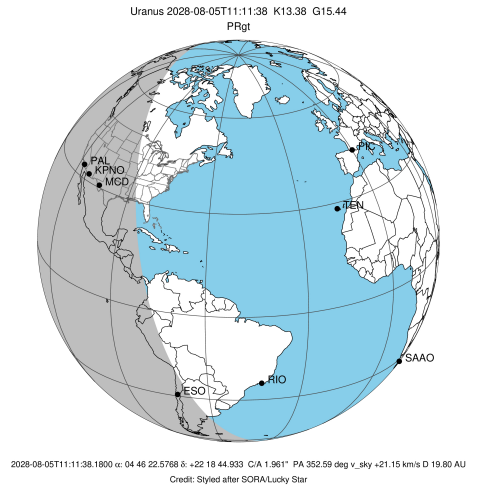 Uranus 2028-08-05T11:11:38 K13.38 G15.44
PRgt
PAL
KPNO
MCD
PIC
TEN
SAAO
RIO
ESO
2028-08-05T11:11:38.1800 α: 04 46 22.5768 δ: +22 18 44.933 C/A 1.961" PA 352.59 deg v_sky +21.15 km/s D 19.80 AU
Credit: Styled after SORA/Lucky Star